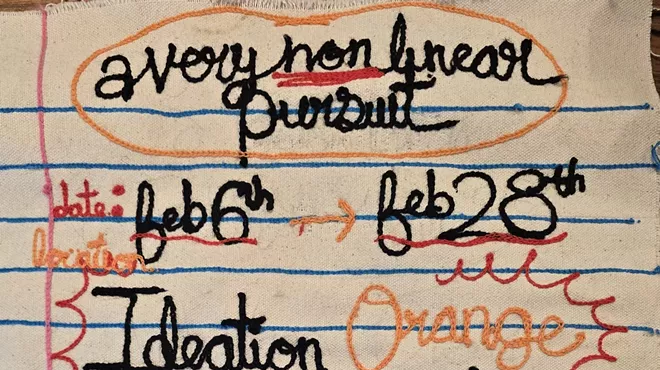 a very non linear
pursuit
date: feb 6th → feb 28th
location
Ideation Orange